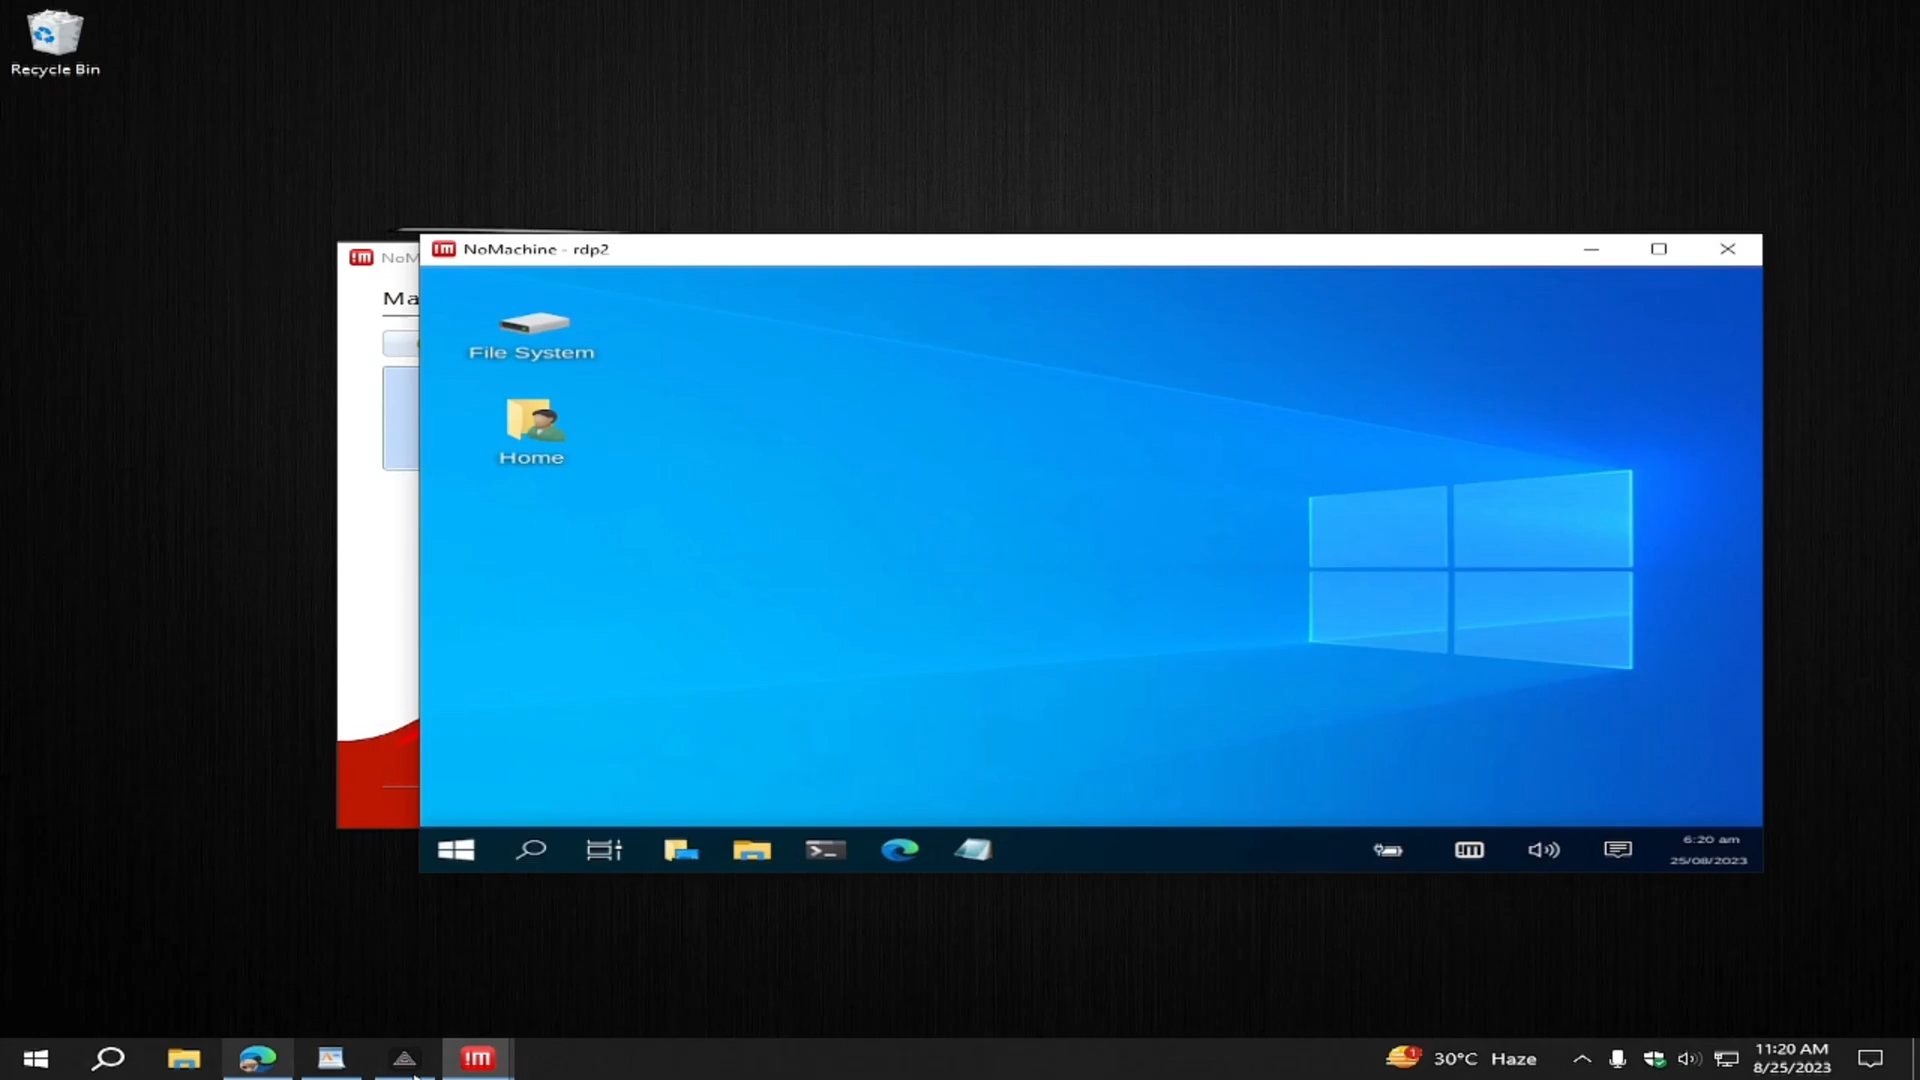 Recycle Bin
NoM
Ma
NoMachine - rdp2
File System
Home
6:20 am
25/08/2023
30°C Haze
11:20 AM
8/25/2023